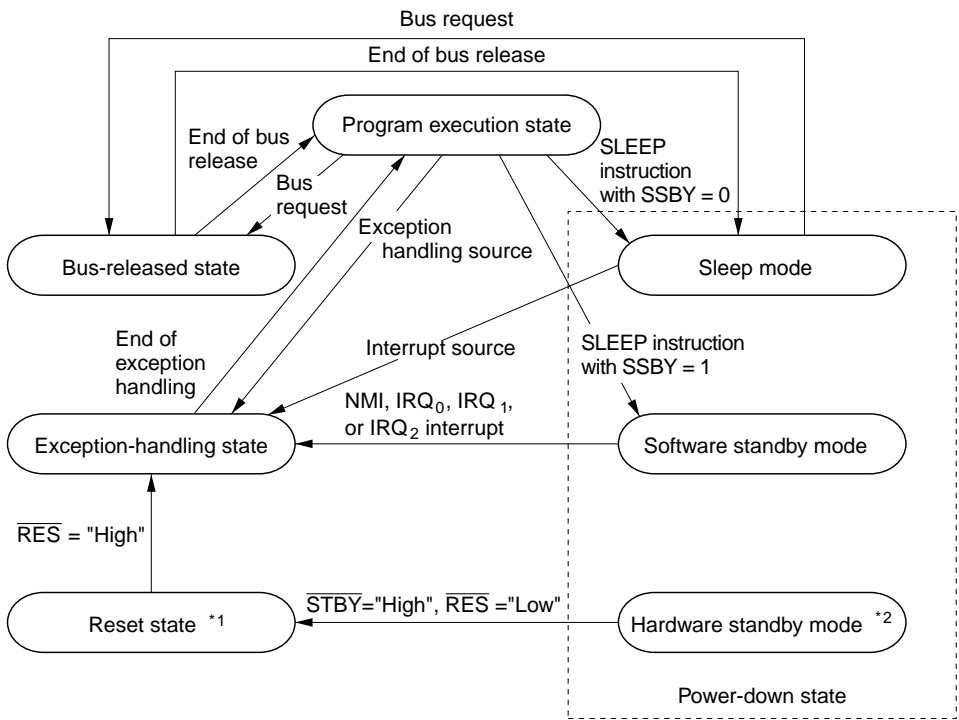 Bus request
End of bus release
Program execution state
End of bus
release
Bus
request
SLEEP
instruction
with SSBY = 0
Exception
handling source
Bus-released state
Sleep mode
End of
exception
handling
Interrupt source
SLEEP instruction
with SSBY = 1
NMI, IRQ0, IRQ1,
or IRQ2 interrupt
Exception-handling state
Software standby mode
RES = "High"
STBY="High", RES ="Low"
Reset state *1
Hardware standby mode *2
Power-down state